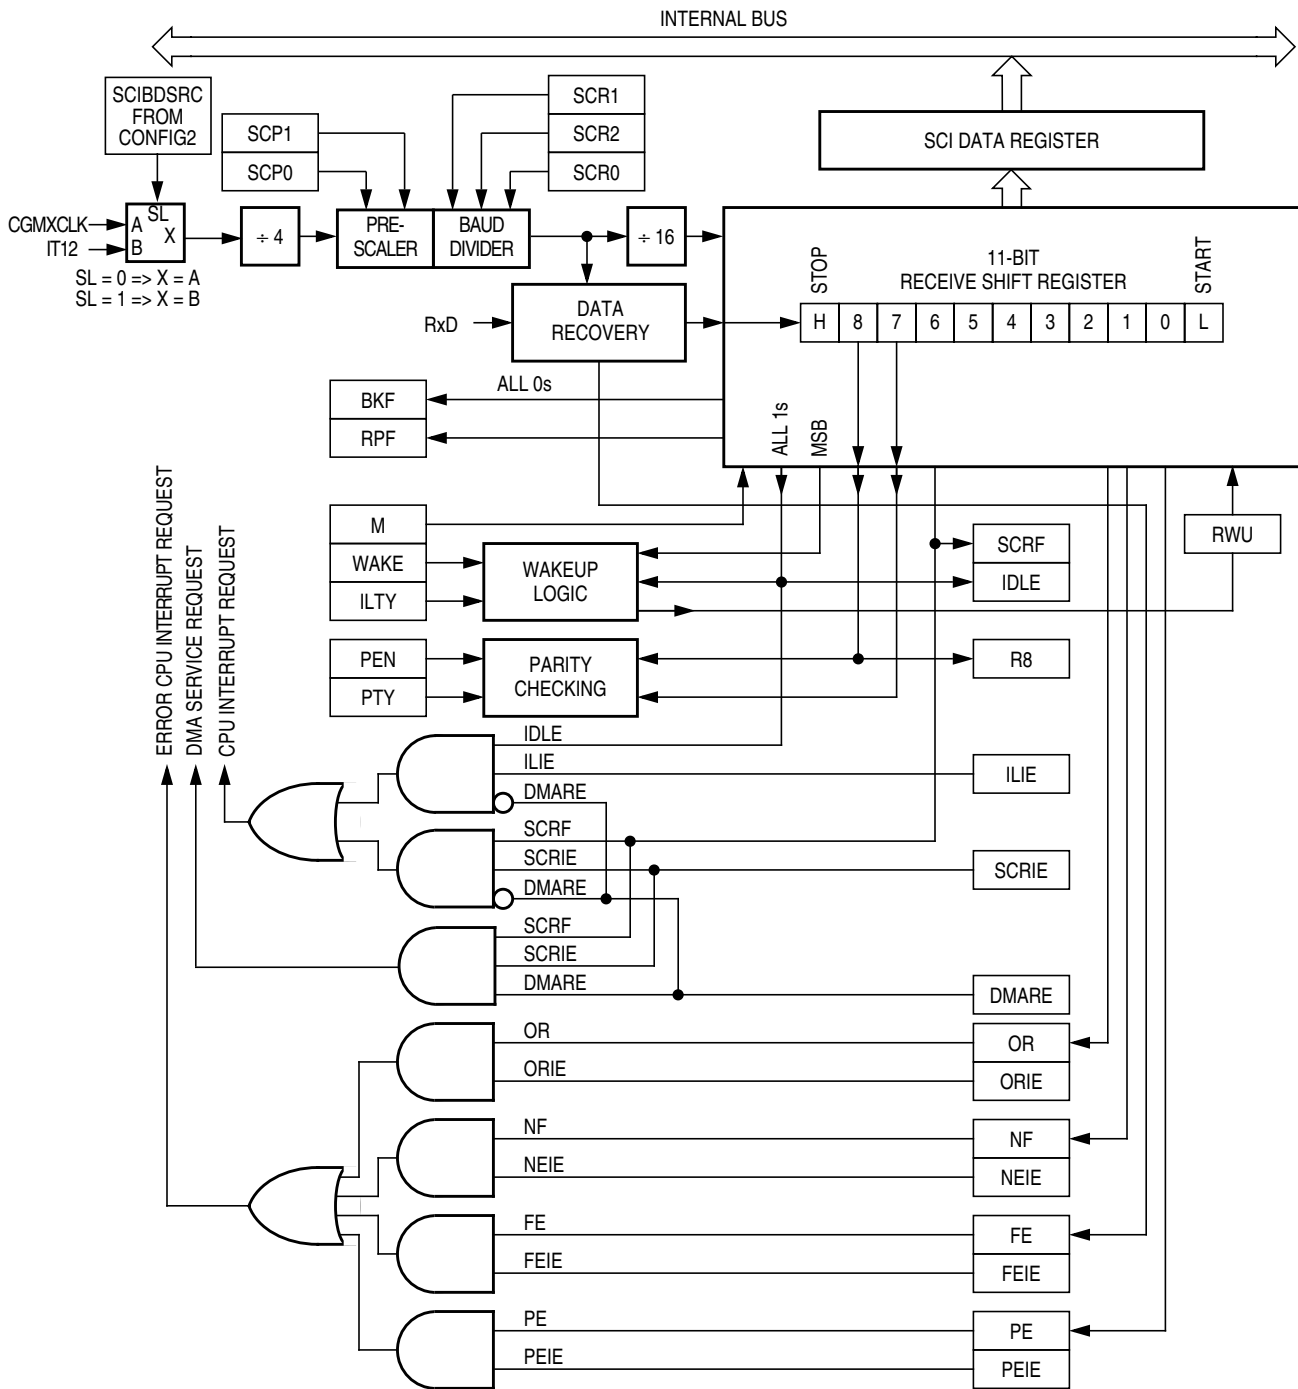 INTERNAL BUS
SCIBDSRC
FROM
CONFIG2
SCP1
SCP0
SCR1
SCR2
SCR0
SCI DATA REGISTER
CGMXCLK
IT12
SL
A
X
B
SL = 0 => X = A
SL = 1 => X = B
÷ 4
PRE-
SCALER
BAUD
DIVIDER
÷ 16
STOP
11-BIT
RECEIVE SHIFT REGISTER
START
RxD
DATA
RECOVERY
H 8 7 6 5 4 3 2 1 0 L
ALL 0s
BKF
RPF
ALL 1s
MSB
M
WAKE
ILTY
WAKEUP
LOGIC
SCRF
IDLE
RWU
PEN
PTY
PARITY
CHECKING
R8
ERROR CPU INTERRUPT REQUEST
DMA SERVICE REQUEST
CPU INTERRUPT REQUEST
IDLE
ILIE
ILIE
DMARE
SCRF
SCRIE
SCRIE
DMARE
SCRF
SCRIE
DMARE
DMARE
OR
OR
ORIE
ORIE
NF
NF
NEIE
NEIE
FE
FE
FEIE
FEIE
PE
PE
PEIE
PEIE